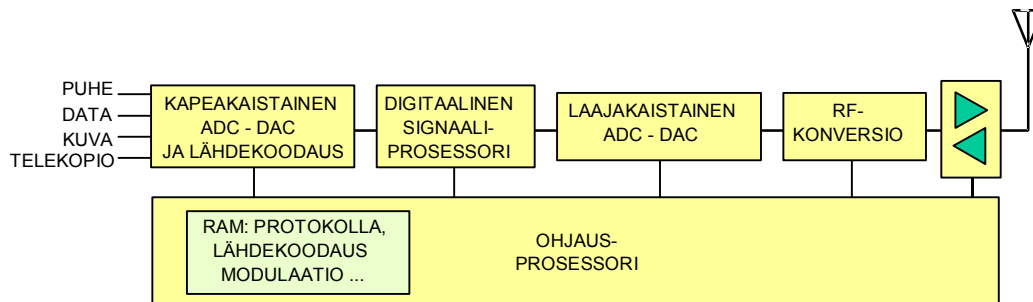 PUHE
DATA
KUVA
TELEKOPIO
KAPEAKAISTAINEN
ADC - DAC
JA LÄHDEKOODAUS
DIGITAALINEN
SIGNAALI-
PROSESSORI
LAAJAKAISTAINEN
ADC - DAC
RF-
KONVERSIO
RAM: PROTOKOLLA,
LÄHDEKOODAUS
MODULAATIO ...
OHJAUS-
PROSESSORI